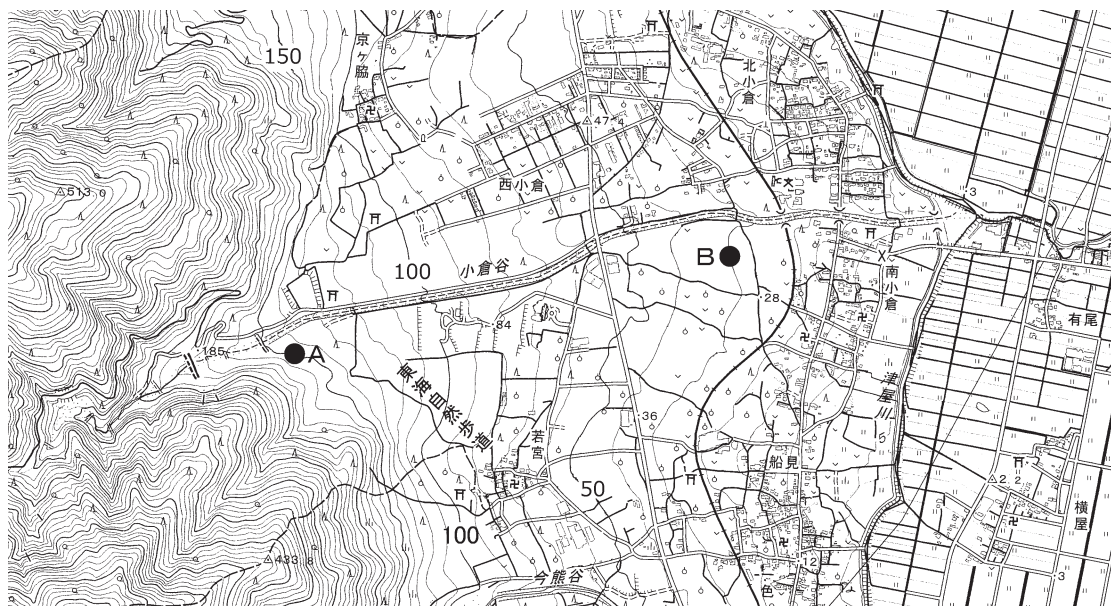 150
京ヶ脇
北小倉
△47.4
△513.0
西小倉
・3
100
小倉谷
B
南小倉
・28
有尾
・185
A
・84
東海自然歩道
津屋川
・36
若宮
5
50
船見
△2.2
横屋
100
△433.8
12
・3
今熊谷